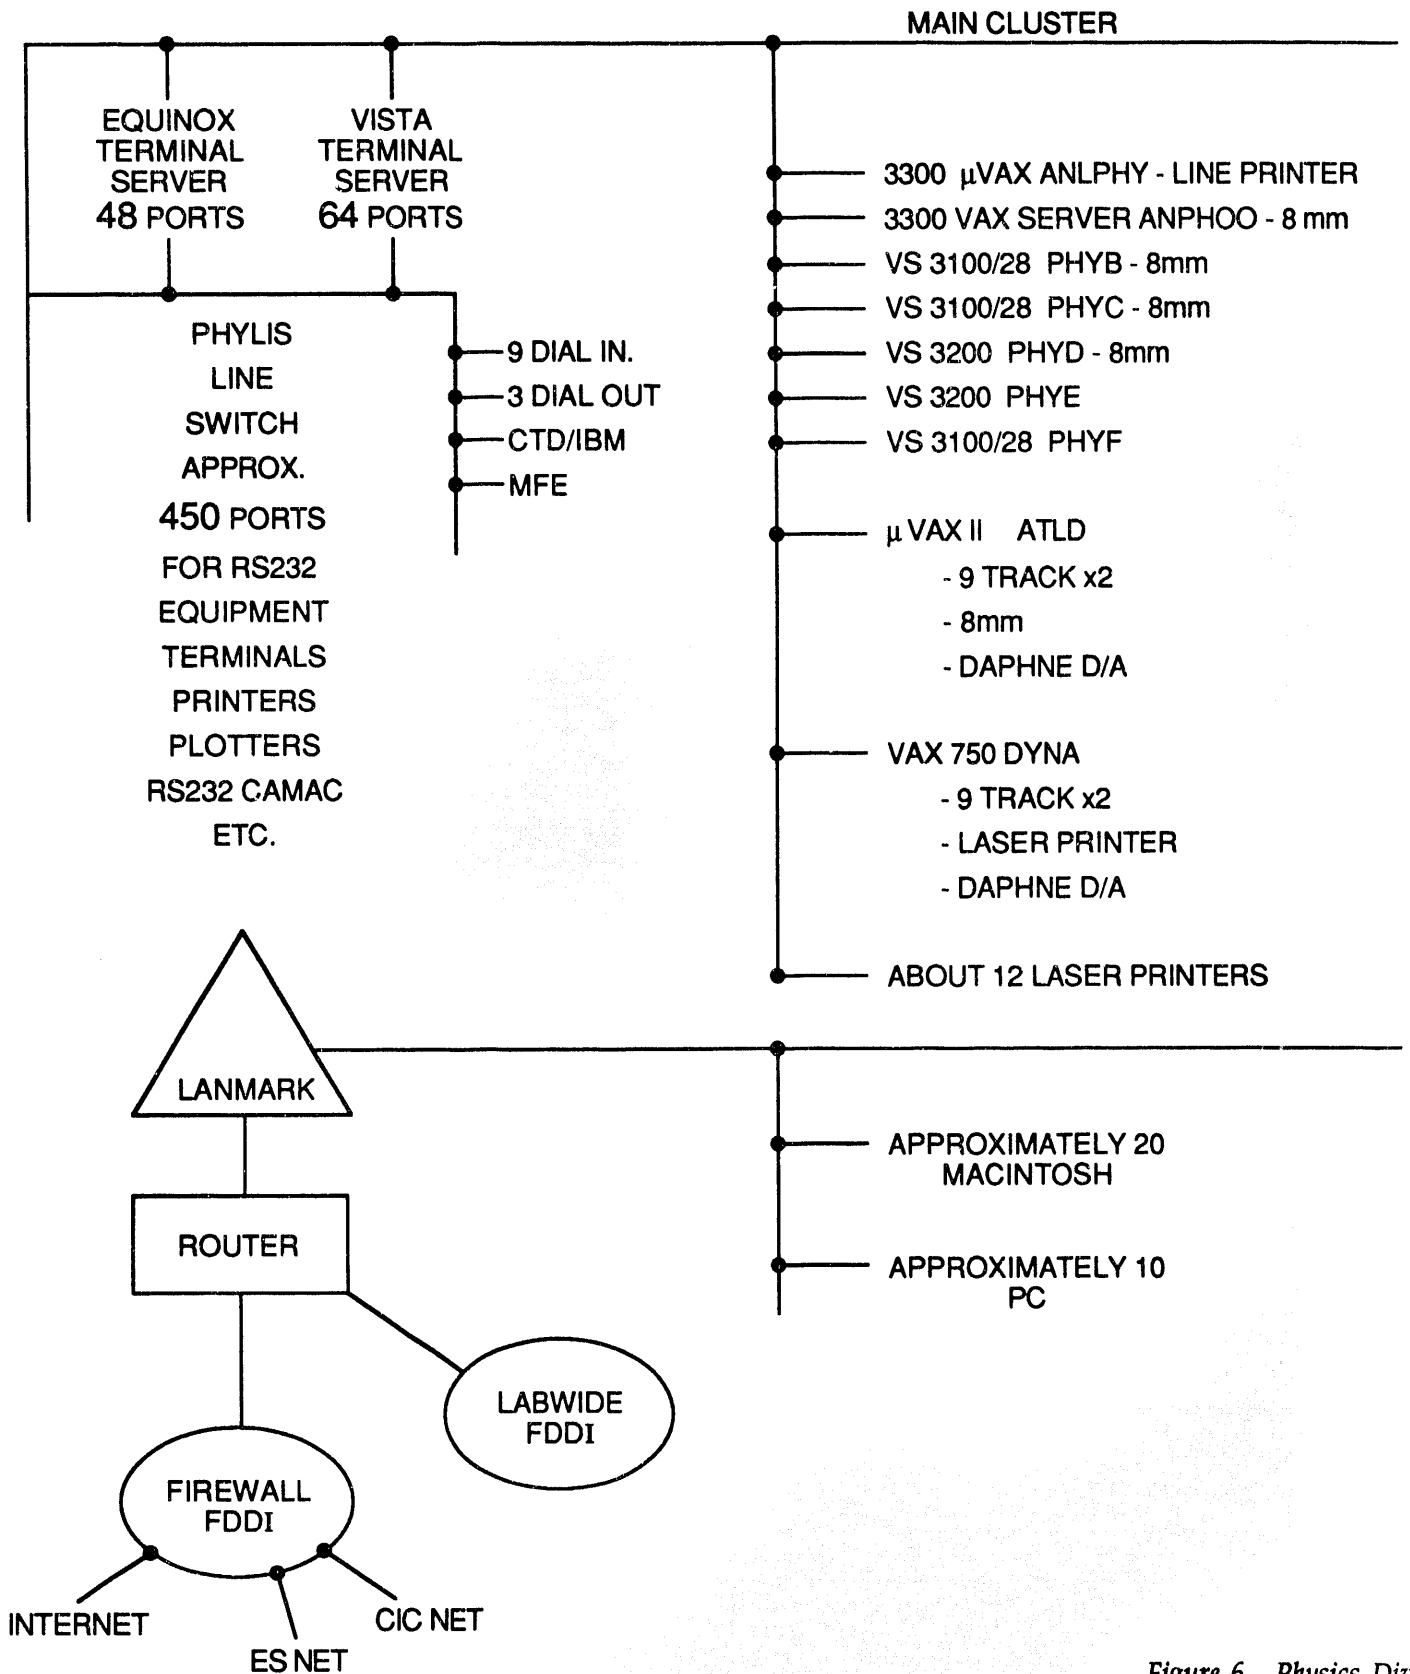 MAIN CLUSTER
EQUINOX
TERMINAL
SERVER
48 PORTS
VISTA
TERMINAL
SERVER
64 PORTS
PHYLIS
LINE
SWITCH
APPROX.
450 PORTS
FOR RS232
EQUIPMENT
TERMINALS
PRINTERS
PLOTTERS
RS232 CAMAC
ETC.
9 DIAL IN.
3 DIAL OUT
CTD/IBM
MFE
3300 µVAX ANLPHY - LINE PRINTER
3300 VAX SERVER ANPHOO - 8 mm
VS 3100/28 PHYB - 8mm
VS 3100/28 PHYC - 8mm
VS 3200 PHYD - 8mm
VS 3200 PHYE
VS 3100/28 PHYF
µ VAX II ATLD
- 9 TRACK x2
- 8mm
- DAPHNE D/A
VAX 750 DYNA
- 9 TRACK x2
- LASER PRINTER
- DAPHNE D/A
ABOUT 12 LASER PRINTERS
LANMARK
ROUTER
APPROXIMATELY 20
MACINTOSH
APPROXIMATELY 10
PC
LABWIDE
FDDI
FIREWALL
FDDI
INTERNET
ES NET
CIC NET
Figure 6. Physics